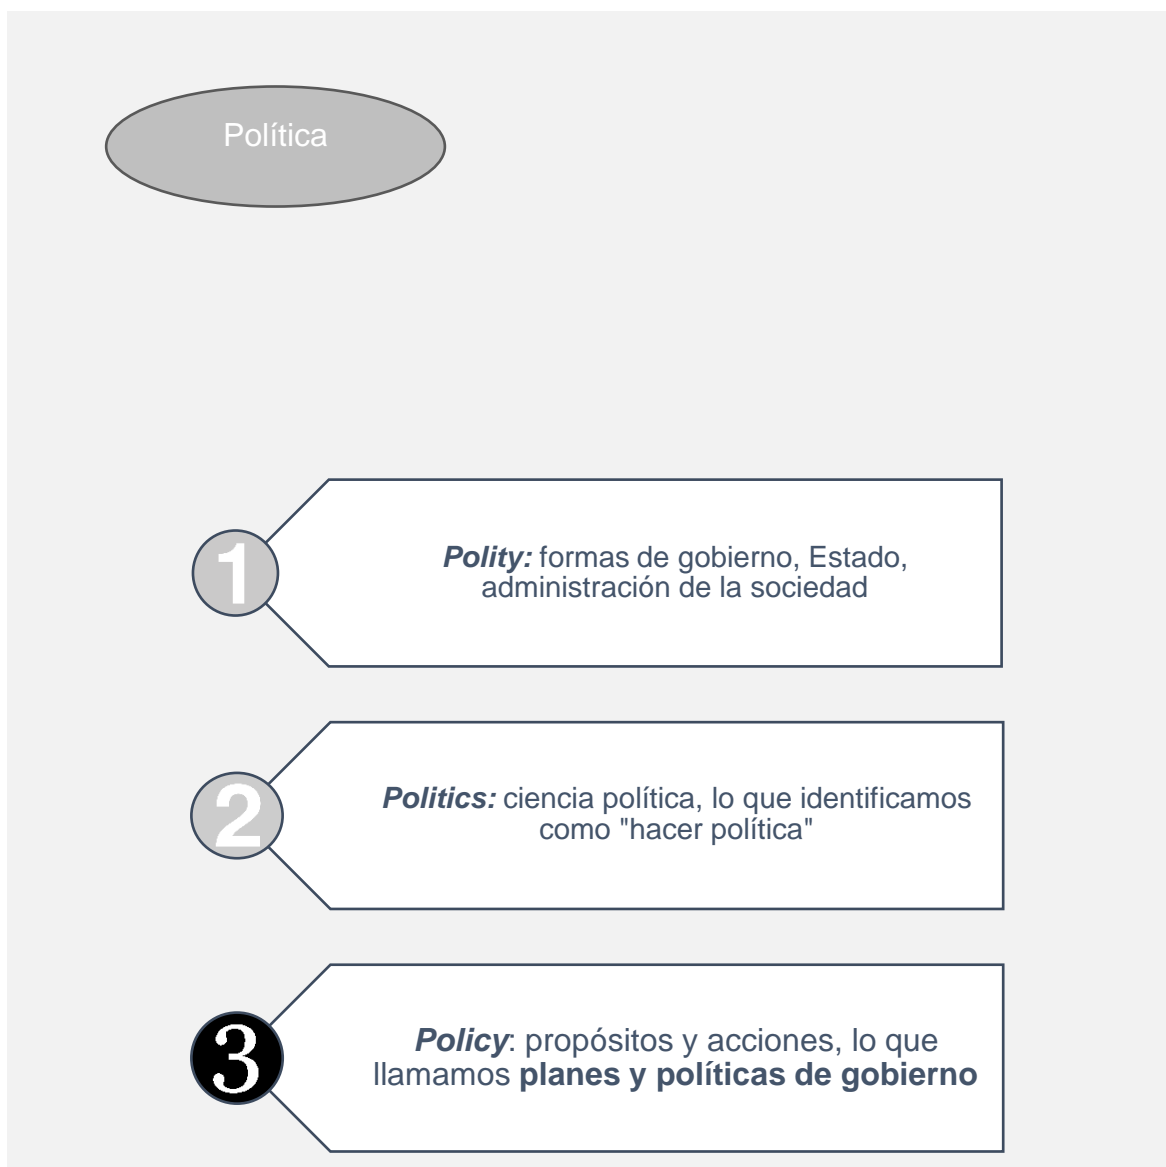 Política
1
Polity: formas de gobierno, Estado,
administración de la sociedad
2
Politics: ciencia política, lo que identificamos
como "hacer política"
3
Policy: propósitos y acciones, lo que
llamamos planes y políticas de gobierno